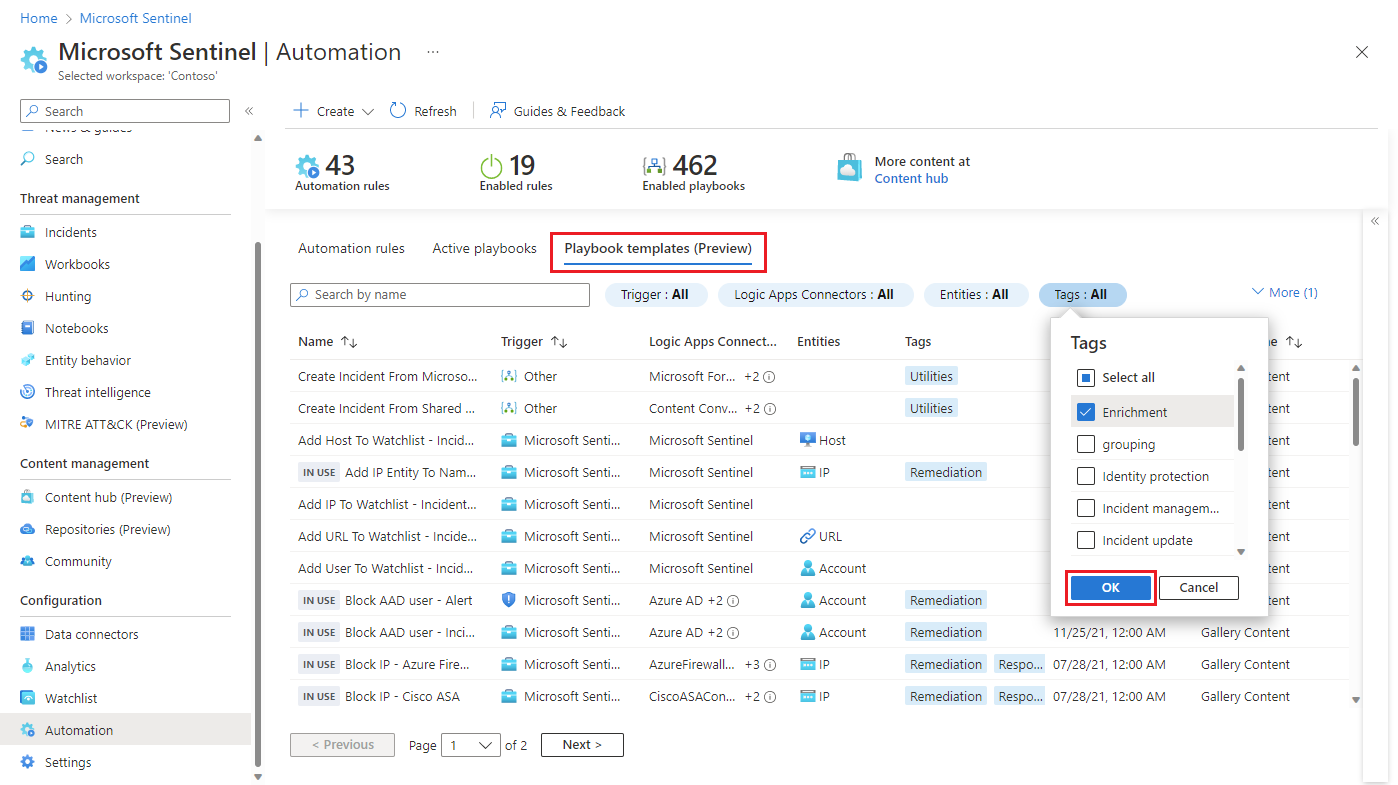 Home > Microsoft Sentinel
Microsoft Sentinel | Automation ...
Selected workspace: 'Contoso'
Search «
News & guides
Search
Threat management
Incidents
Workbooks
Hunting
Notebooks
Entity behavior
Threat intelligence
MITRE ATT&CK (Preview)
Content management
Content hub (Preview)
Repositories (Preview)
Community
Configuration
Data connectors
Analytics
Watchlist
Automation
Settings
Create Refresh Guides & Feedback
43 Automation rules
19 Enabled rules
462 Enabled playbooks
More content at
Content hub
«
Automation rules Active playbooks Playbook templates (Preview)
Search by name Trigger : All Logic Apps Connectors : All Entities : All Tags : All More (1)
Name Trigger Logic Apps Connect... Entities Tags
Create Incident From Microso... Other Microsoft For... +2 Utilities
Create Incident From Shared ... Other Content Conv... +2 Utilities
Add Host To Watchlist - Incid... Microsoft Senti... Microsoft Sentinel Host
IN USE Add IP Entity To Nam... Microsoft Senti... Microsoft Sentinel IP Remediation
Add IP To Watchlist - Incident... Microsoft Senti... Microsoft Sentinel
Add URL To Watchlist - Incide... Microsoft Senti... Microsoft Sentinel URL
Add User To Watchlist - Incid... Microsoft Senti... Microsoft Sentinel Account
IN USE Block AAD user - Alert Microsoft Senti... Azure AD +2 Account Remediation
IN USE Block AAD user - Inci... Microsoft Senti... Azure AD +2 Account Remediation 11/25/21, 12:00 AM Gallery Content
IN USE Block IP - Azure Fire... Microsoft Senti... AzureFirewall... +3 IP Remediation Respo... 07/28/21, 12:00 AM Gallery Content
IN USE Block IP - Cisco ASA Microsoft Senti... CiscoASACon... +2 IP Remediation Respo... 07/28/21, 12:00 AM Gallery Content
Tags
Select all
Enrichment
grouping
Identity protection
Incident managem...
Incident update
OK Cancel
< Previous Page 1 of 2 Next >